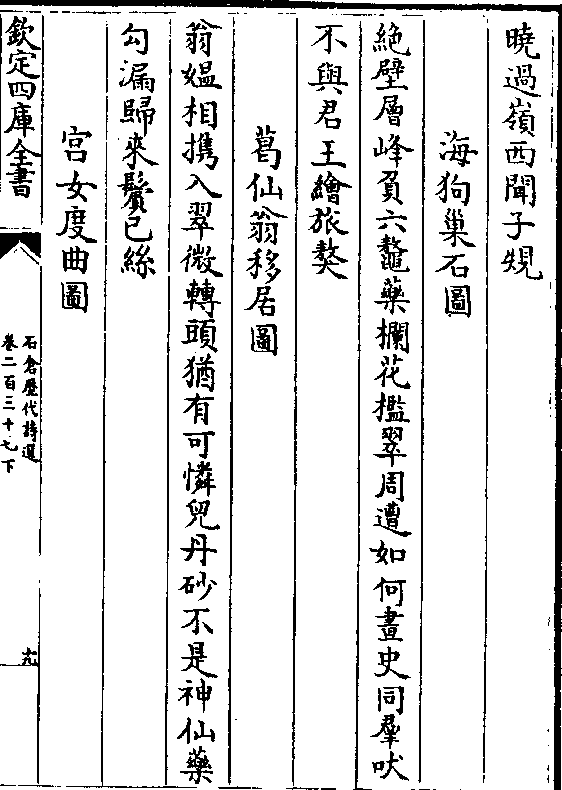 曉過嶺西聞子規
海狗巢石圖
絶壁層峰負六鼇藥欄花檻翠周遭如何畫史同羣吠
不與君王繪旅獒
葛仙翁移居圖
翁媪相携入翠微轉頭猶有可憐兒丹砂不是神仙藥
勾漏歸來鬢已絲
宫女度曲圖
欽定四庫全書
石倉歴代詩選
卷二百三十七下
十九